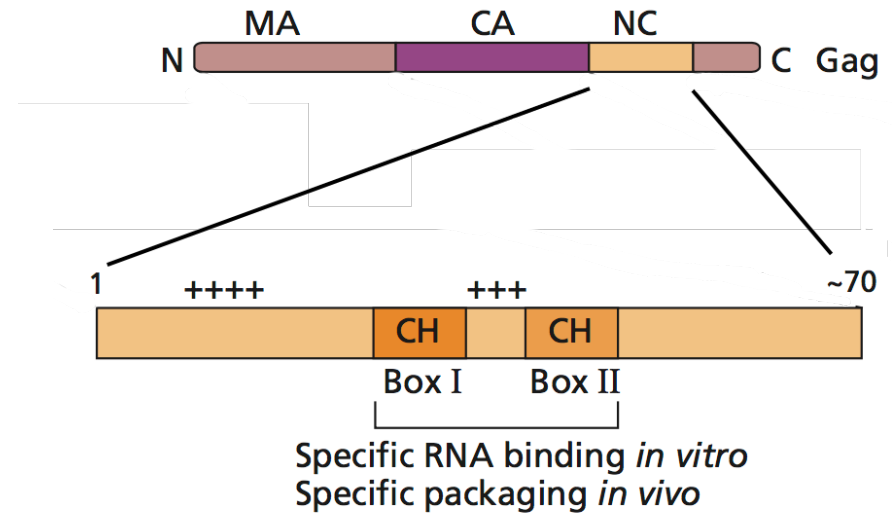 MA CA NC
N C Gag
1 ++++ +++ ~70
CH CH
Box I Box II
Specific RNA binding in vitro
Specific packaging in vivo